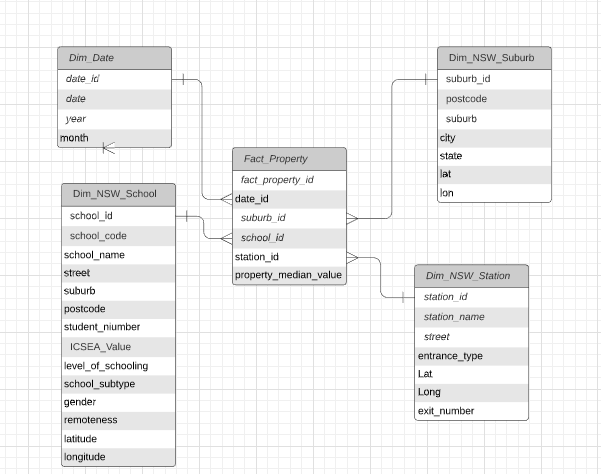 Dim_Date
date_id
date
year
month
Dim_NSW_Suburb
suburb_id
postcode
suburb
city
state
lat
lon
Fact_Property
fact_property_id
date_id
suburb_id
school_id
station_id
property_median_value
Dim_NSW_School
school_id
school_code
school_name
street
suburb
postcode
student_niumber
ICSEA_Value
level_of_schooling
school_subtype
gender
remoteness
latitude
longitude
Dim_NSW_Station
station_id
station_name
street
entrance_type
Lat
Long
exit_number